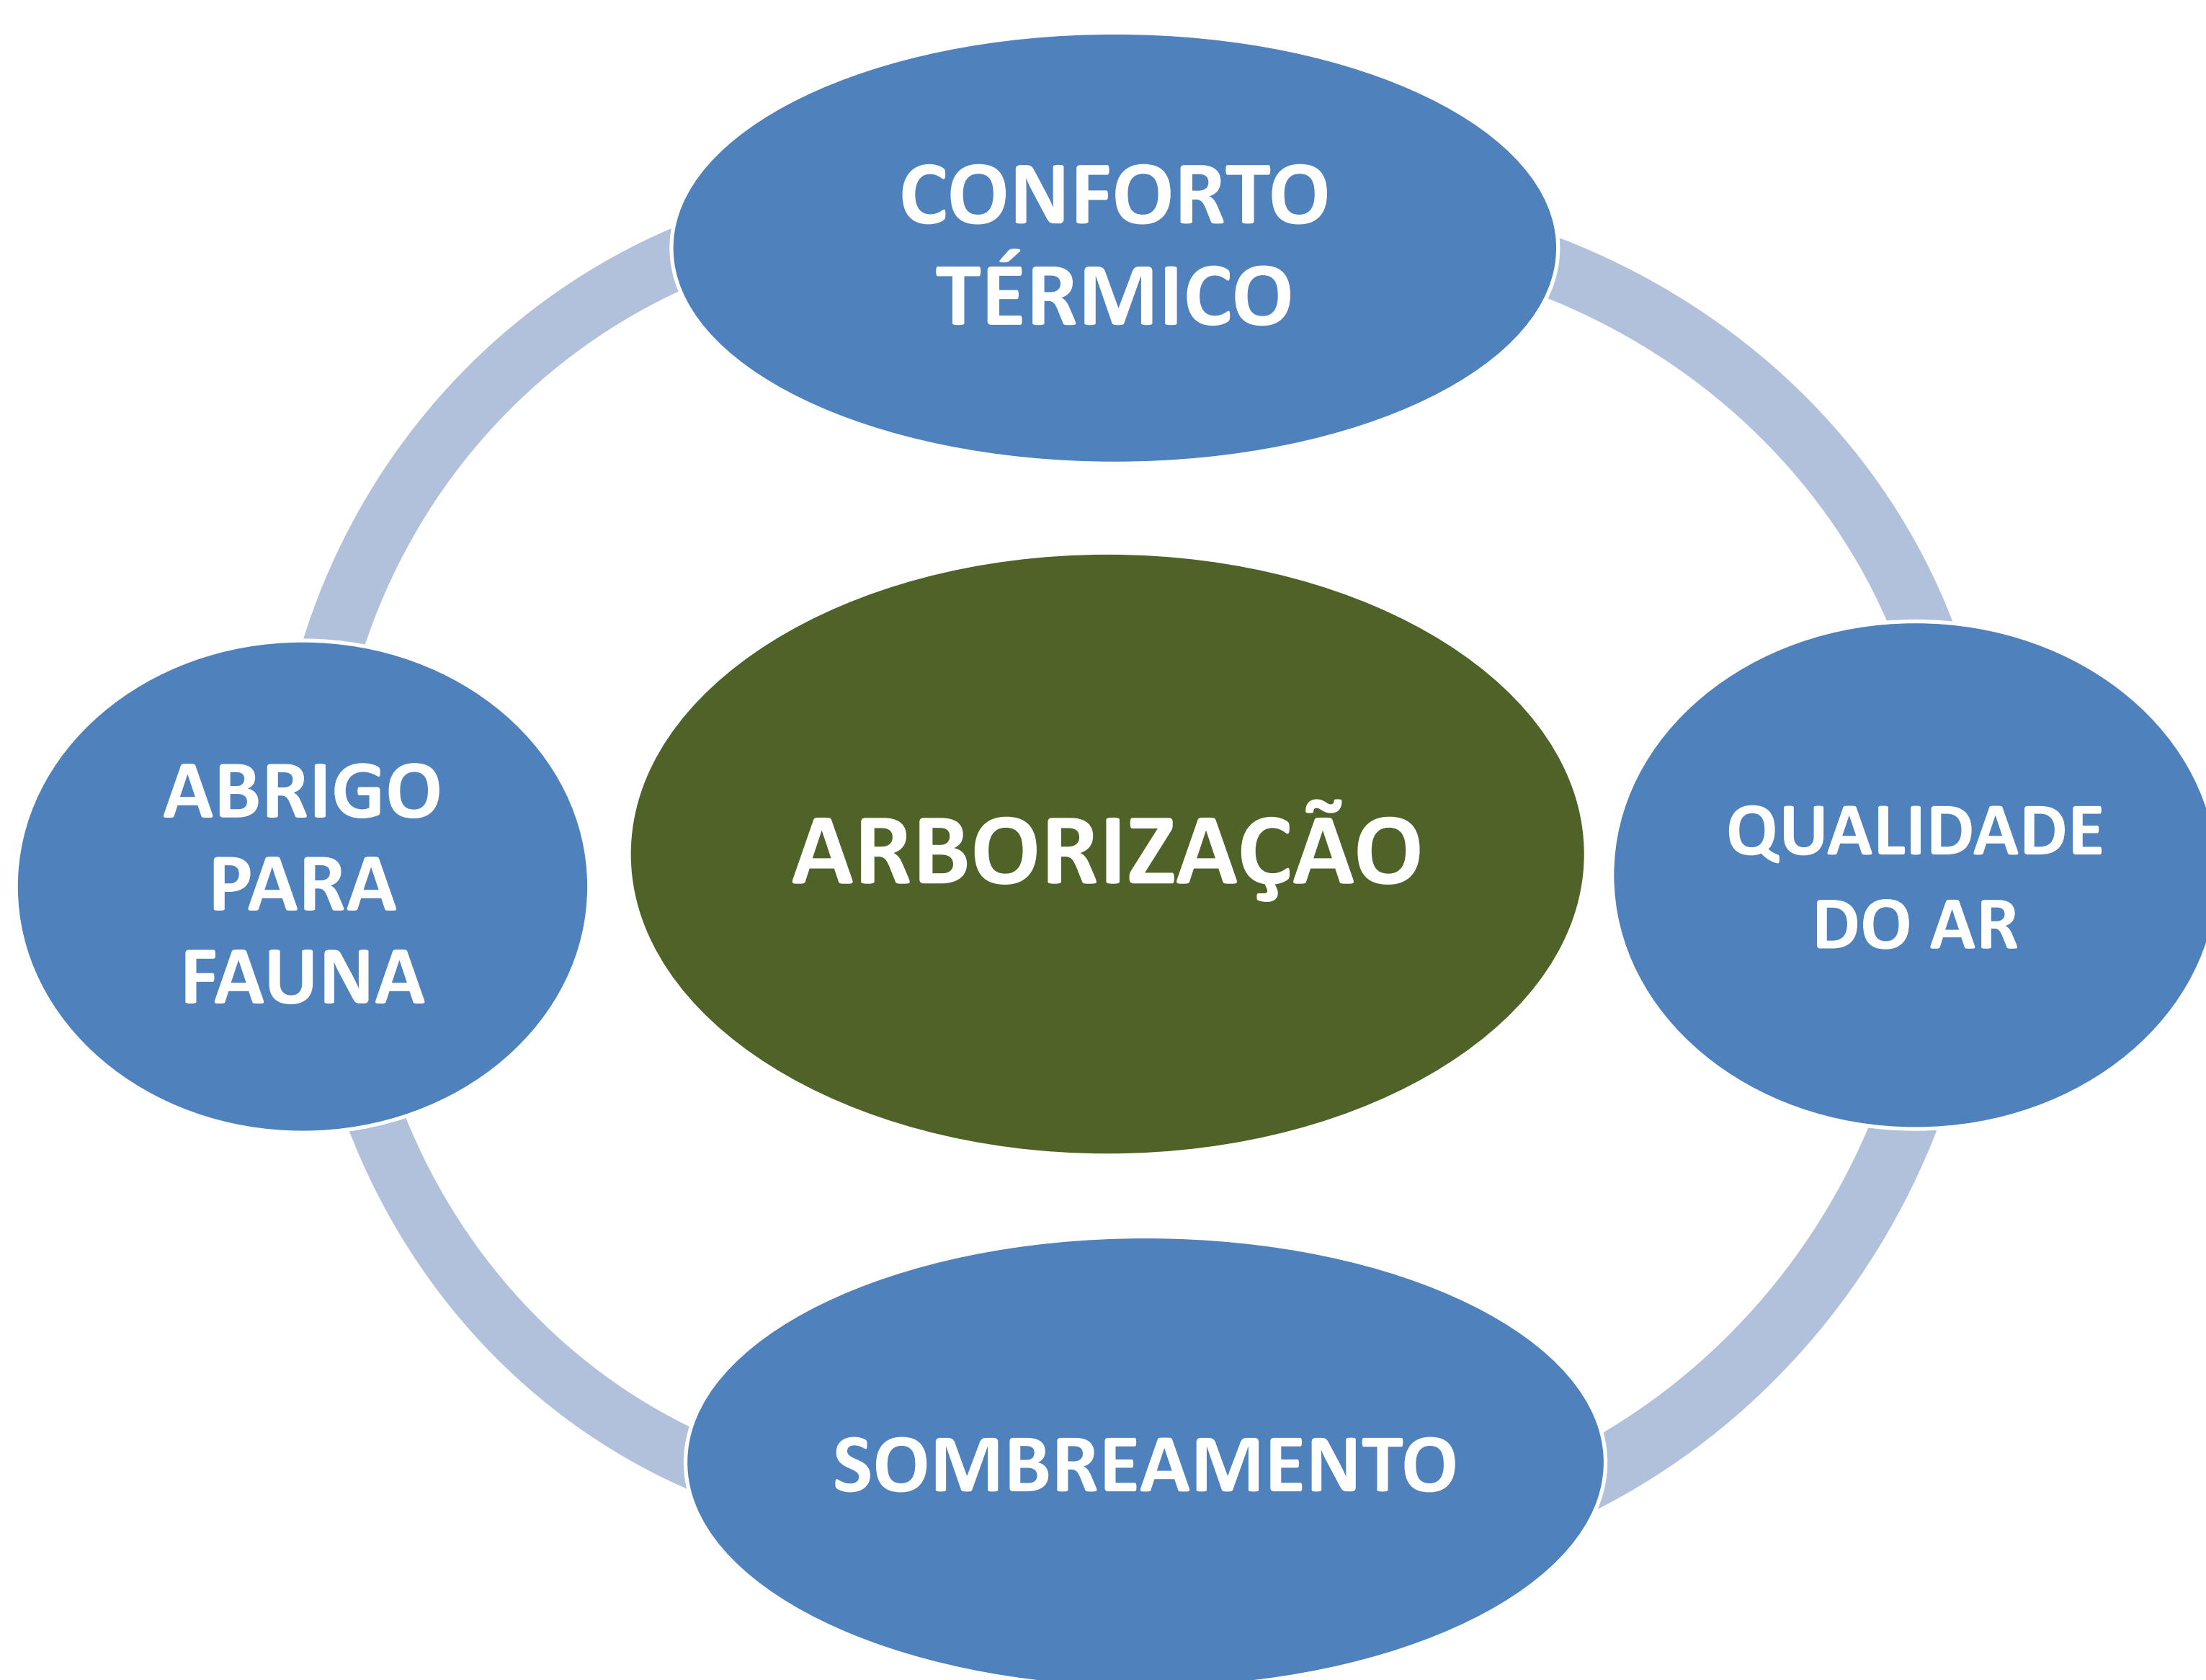 CONFORTO
TÉRMICO
ABRIGO
PARA
FAUNA
ARBORIZAÇÃO
QUALIDADE
DO AR
SOMBREAMENTO